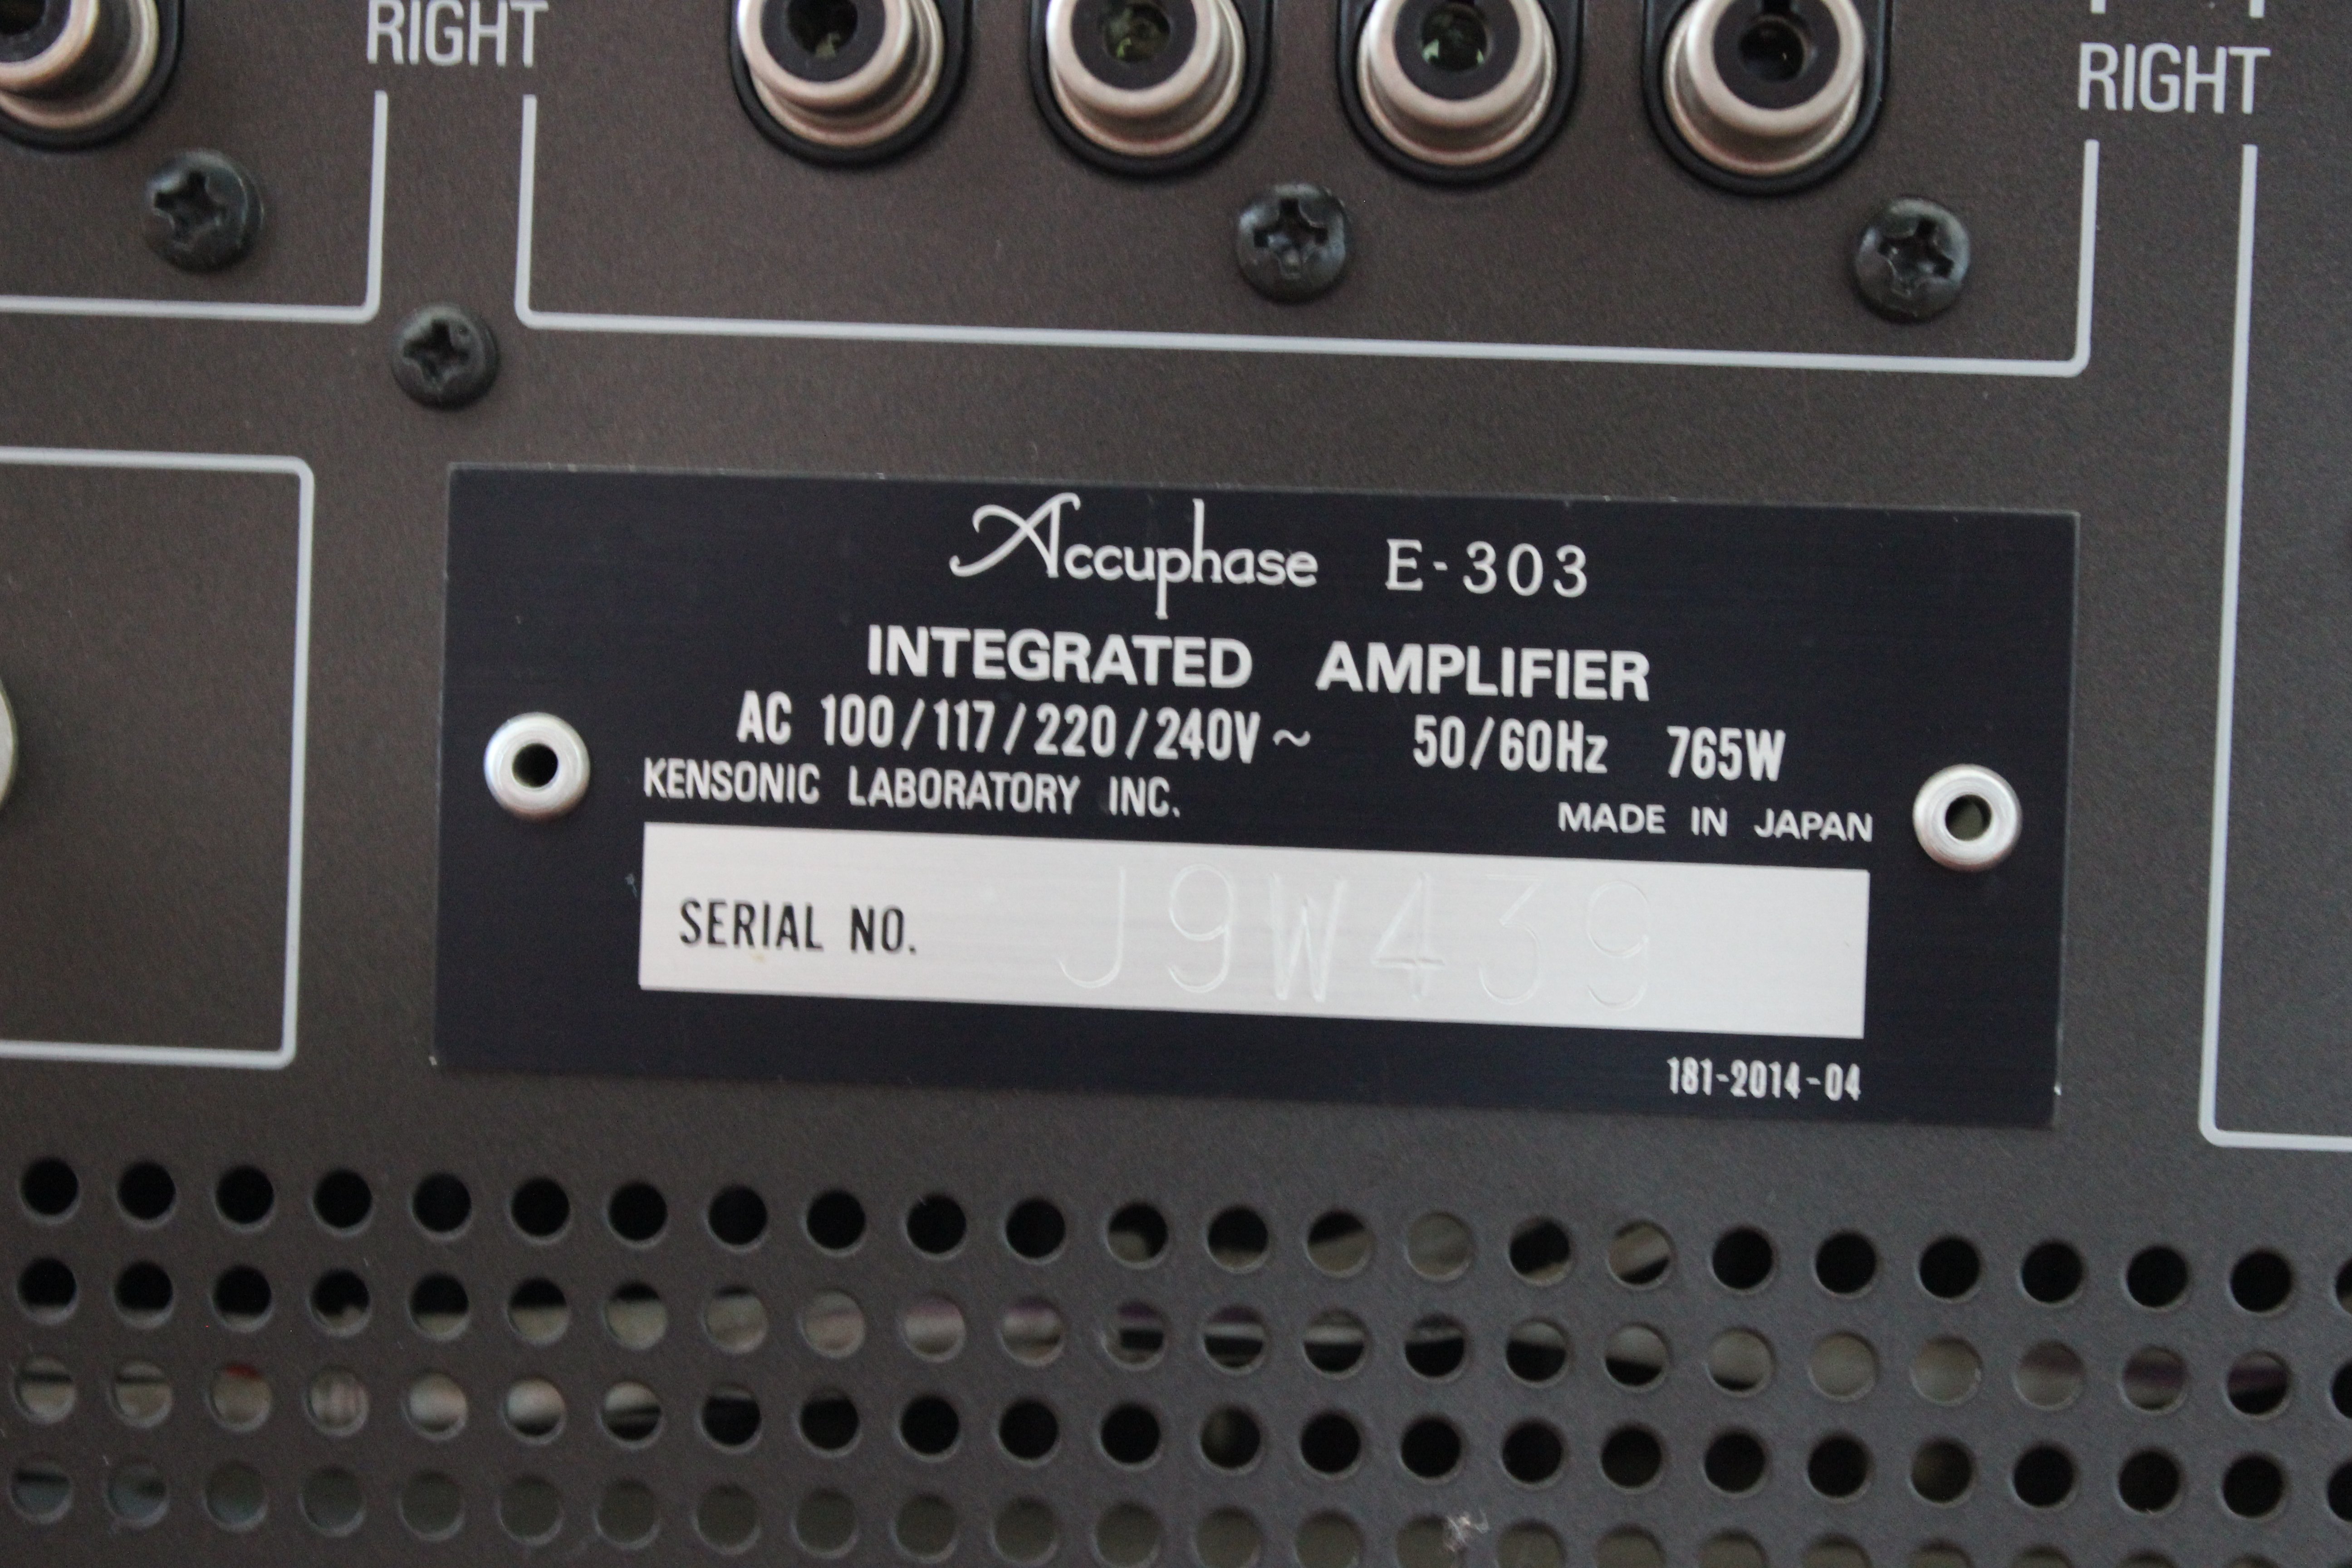 RIGHT
RIGHT
Accuphase E-303
INTEGRATED AMPLIFIER
AC 100/117/220/240V~ 50/60Hz 765W
KENSONIC LABORATORY INC.
MADE IN JAPAN
SERIAL NO. J9W439
181-2014-04